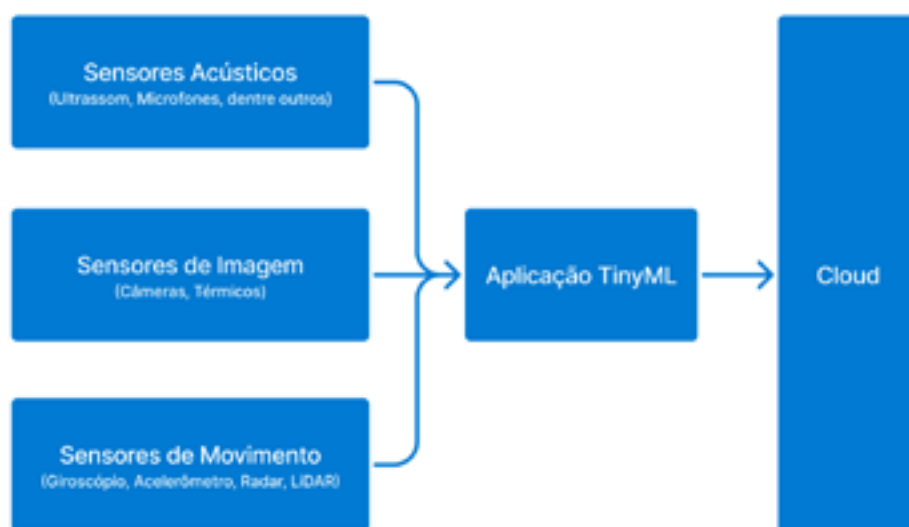 Sensores Acústicos
(Ultrassom, Microfones, dentre outros)
Sensores de Imagem
(Câmeras, Térmicos)
Aplicação TinyML
Cloud
Sensores de Movimento
(Giroscópio, Acelerômetro, Radar, LiDAR)